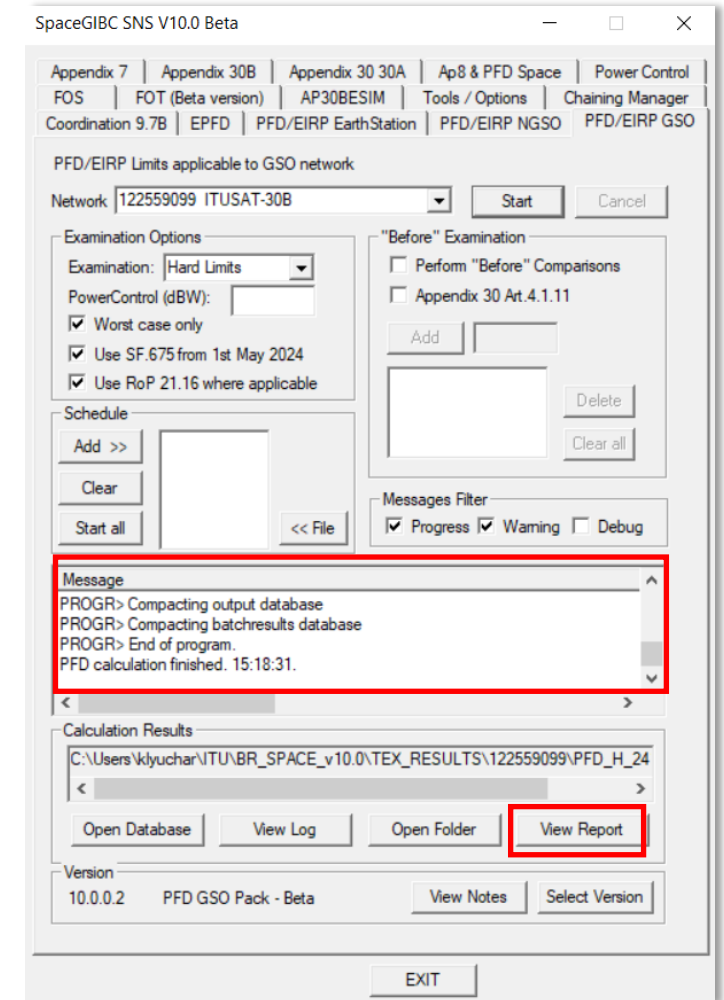 SpaceGIBC SNS V10.0 Beta
Appendix 7 Appendix 30B Appendix 30 30A Ap8 & PFD Space Power Control
FOS FOT (Beta version) AP30BESIM Tools / Options Chaining Manager
Coordination 9.7B EPFD PFD/EIRP EarthStation PFD/EIRP NGSO PFD/EIRP GSO
PFD/EIRP Limits applicable to GSO network
Network 122559099 ITUSAT-30B Start Cancel
Examination Options
Examination: Hard Limits
PowerControl (dBW):
Worst case only
Use SF.675 from 1st May 2024
Use RoP 21.16 where applicable
"Before" Examination
Perform "Before" Comparisons
Appendix 30 Art.4.1.11
Add
Delete
Clear all
Schedule
Add >>
Clear
Start all
<< File
Messages Filter
Progress Warning Debug
Message
PROGR> Compacting output database
PROGR> Compacting batchresults database
PROGR> End of program.
PFD calculation finished. 15:18:31.
Calculation Results
C:\Users\klyuchar\ITU\BR_SPACE_v10.0\TEX_RESULTS\122559099\PFD_H_24
Open Database View Log Open Folder View Report
Version
10.0.0.2 PFD GSO Pack - Beta View Notes Select Version
EXIT